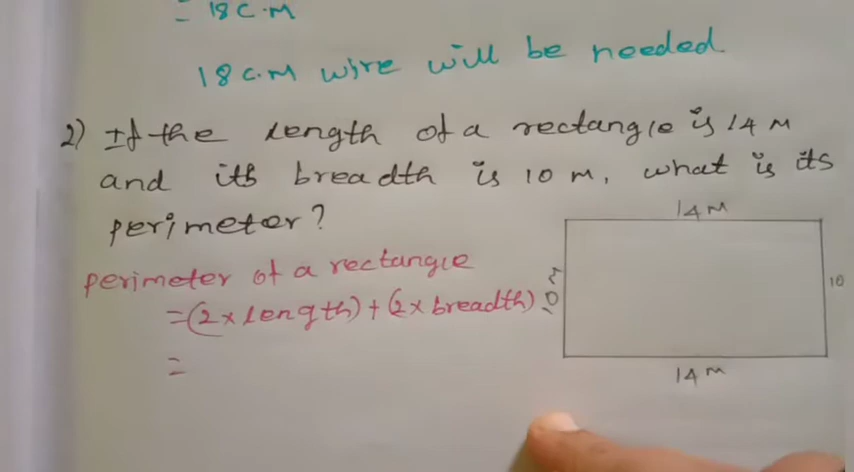 = 18 C.M
18 C.M wire will be needed
2) If the length of a rectangle is 14 M
and its breadth is 10 m, what is its
perimeter?
14 M
perimeter of a rectangle
=(2 x length) + (2 x breadth)
10 M
10
=
14 M